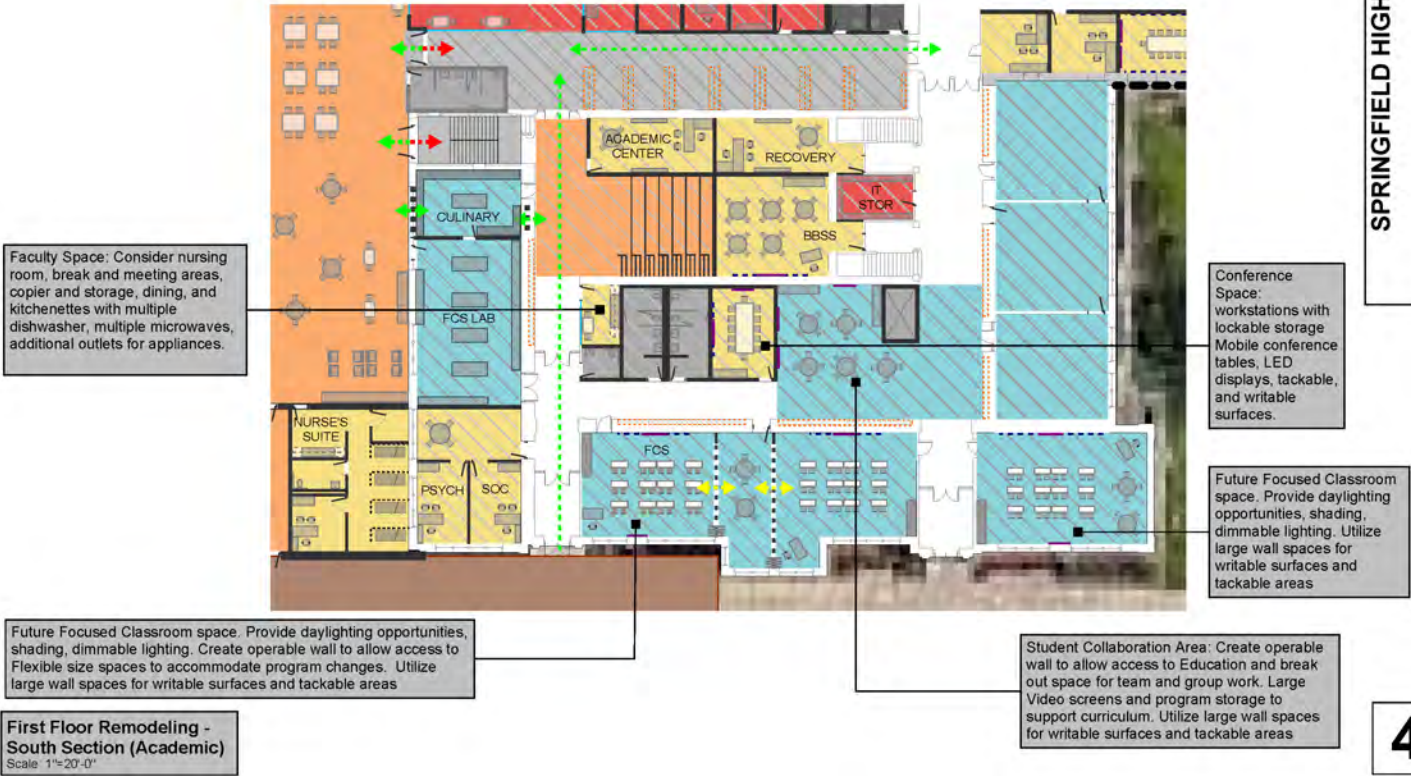 SPRINGFIELD HIGH
ACADEMIC
CENTER
RECOVERY
IT
STOR
CULINARY
BBSS
FCS LAB
NURSE'S
SUITE
PSYCH
SOC
FCS
Faculty Space: Consider nursing
room, break and meeting areas,
copier and storage, dining, and
kitchenettes with multiple
dishwasher, multiple microwaves,
additional outlets for appliances.
Conference
Space:
workstations with
lockable storage
Mobile conference
tables, LED
displays, tackable,
and writable
surfaces.
Future Focused Classroom
space. Provide daylighting
opportunities, shading,
dimmable lighting. Utilize
large wall spaces for
writable surfaces and
tackable areas
Future Focused Classroom space. Provide daylighting opportunities,
shading, dimmable lighting. Create operable wall to allow access to
Flexible size spaces to accommodate program changes. Utilize
large wall spaces for writable surfaces and tackable areas
Student Collaboration Area: Create operable
wall to allow access to Education and break
out space for team and group work. Large
Video screens and program storage to
support curriculum. Utilize large wall spaces
for writable surfaces and tackable areas
First Floor Remodeling -
South Section (Academic)
Scale 1"=20'-0"
4